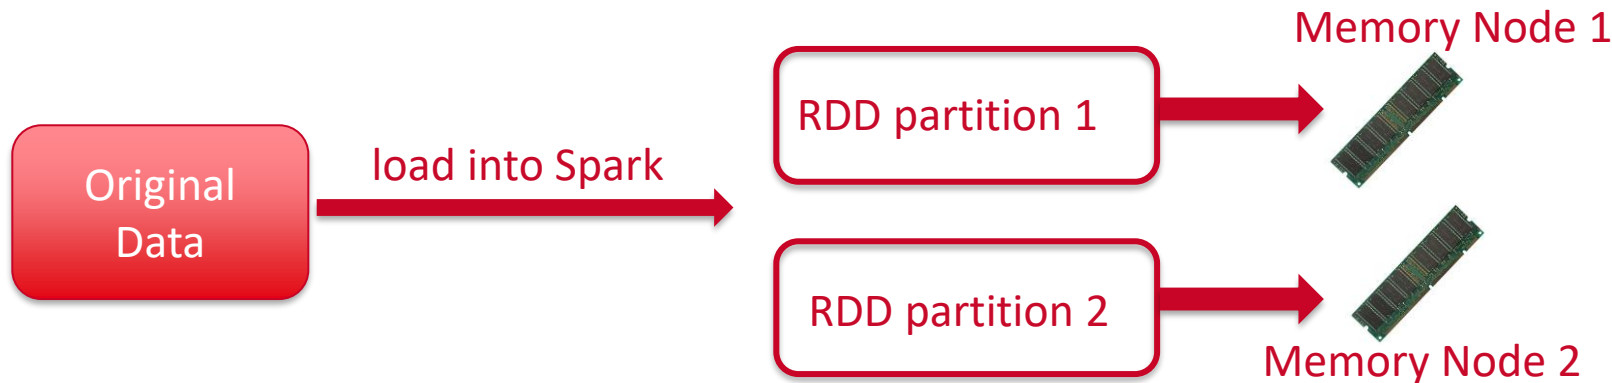 Original
Data
load into Spark
RDD partition 1
Memory Node 1
RDD partition 2
Memory Node 2